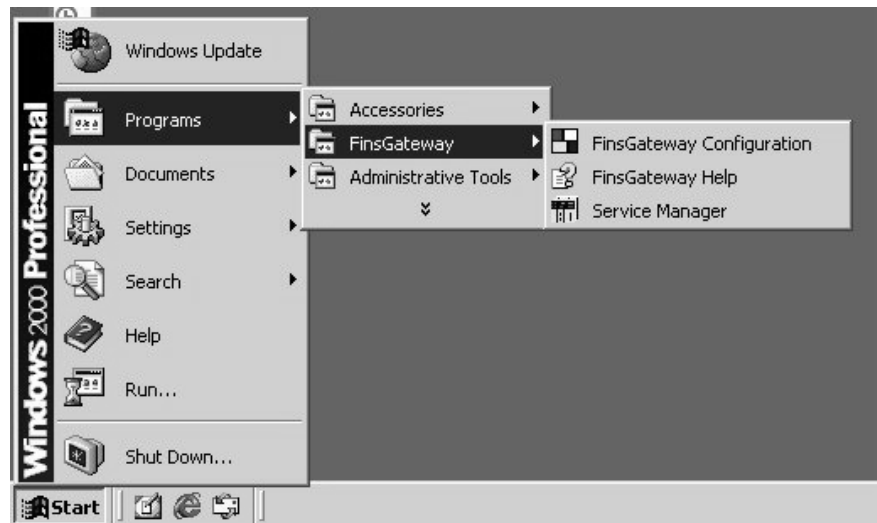 Windows Update
Programs
Documents
Settings
Search
Help
Run...
Shut Down...
Windows 2000 Professional
Accessories
FinsGateway
Administrative Tools
FinsGateway Configuration
FinsGateway Help
Service Manager
Start